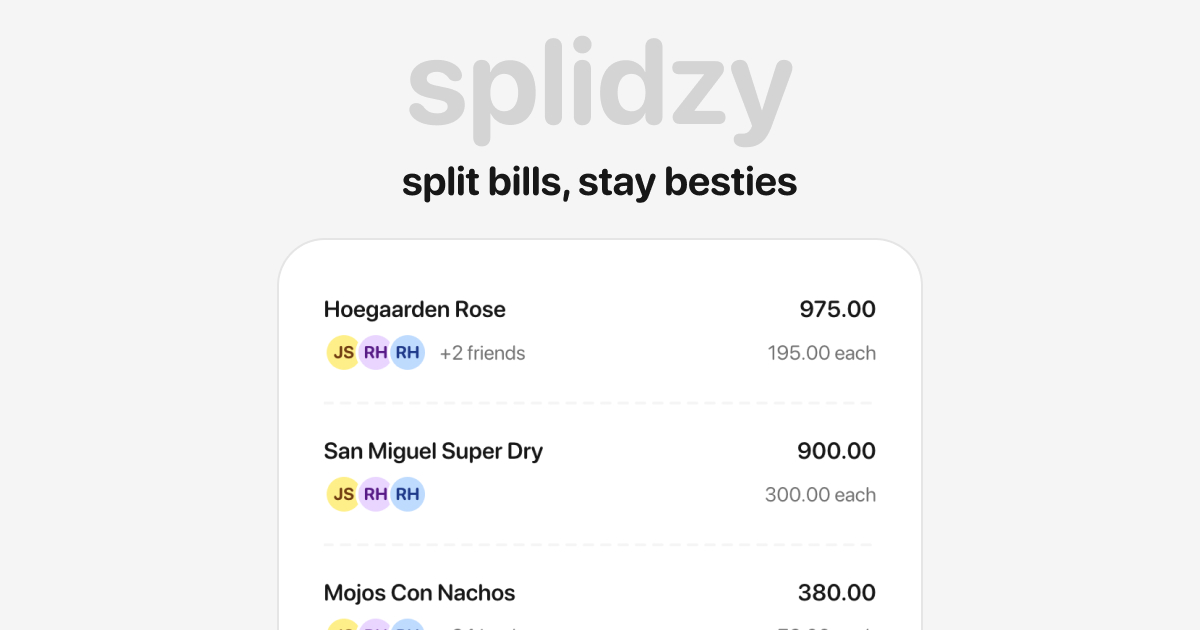 splidzy
split bills, stay besties
Hoegaarden Rose 975.00
JS RH RH +2 friends 195.00 each
San Miguel Super Dry 900.00
JS RH RH 300.00 each
Mojos Con Nachos 380.00